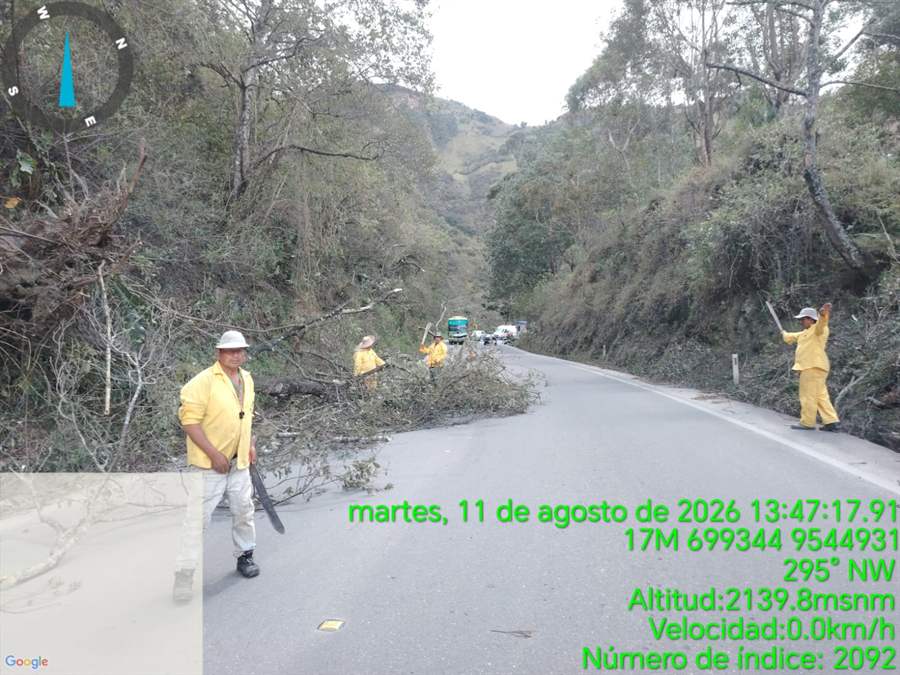 W
N
S
E
martes, 11 de agosto de 2026 13:47:17.91
17M 699344 9544931
295° NW
Altitud:2139.8msnm
Velocidad:0.0km/h
Número de índice: 2092
Google